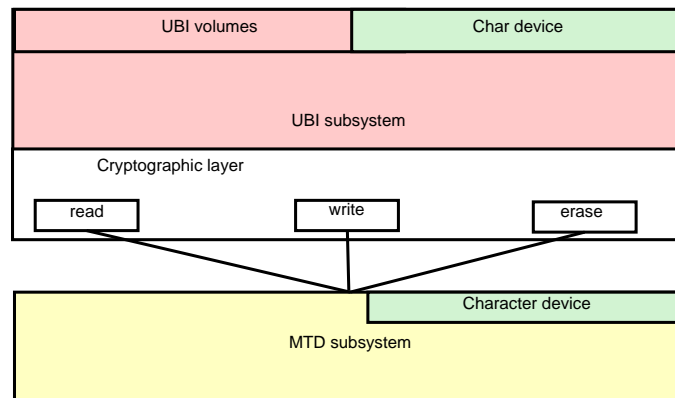 UBI volumes
Char device
UBI subsystem
Cryptographic layer
read
write
erase
Character device
MTD subsystem